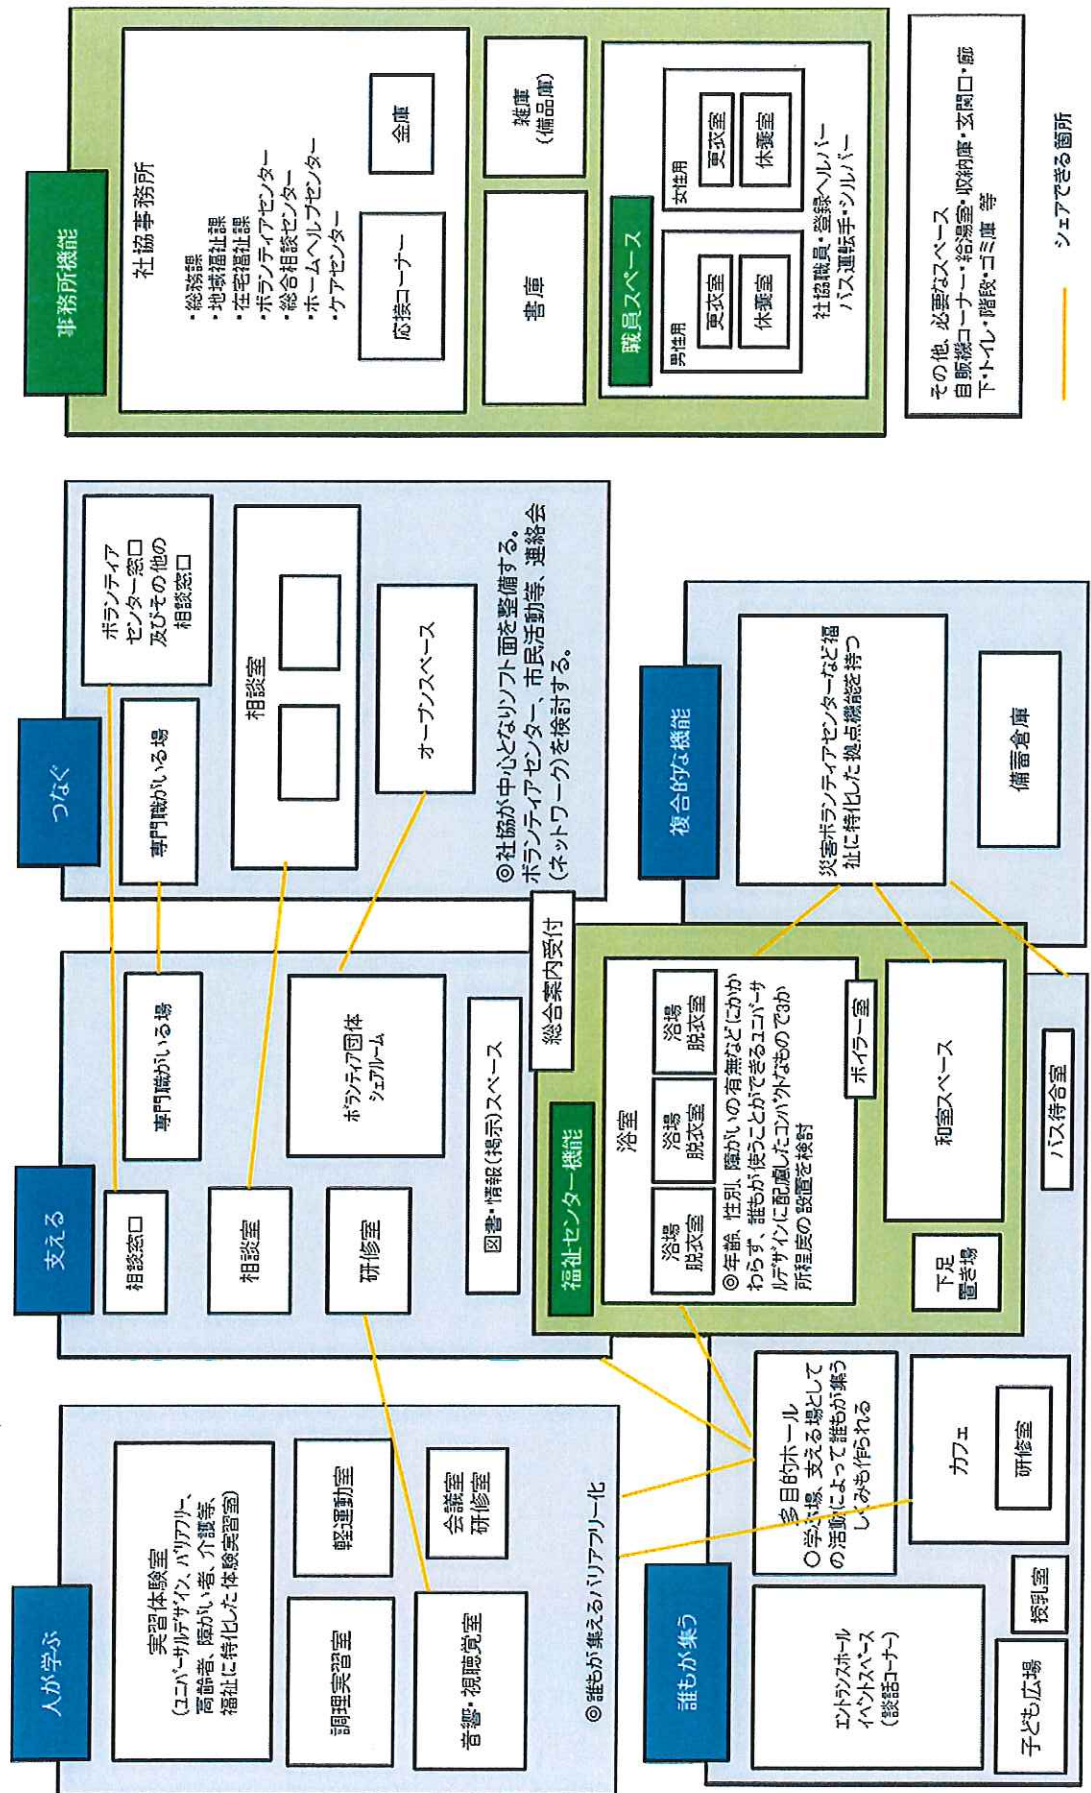 人が学ぶ
実習体験室
(ユニバーサルデザイン、バリアフリー、
高齢者、障がい者、介護等、
福祉に特化した体験実習室)
調理実習室
軽運動室
音響・視聴覚室
会議室
研修室
◎誰もが集えるバリアフリー化
支える
相談窓口
専門職がいる場
相談室
研修室
ボランティア団体
シェアルーム
図書・情報(掲示)スペース
つなぐ
専門職がいる場
ボランティア
センター窓口
及びその他の
相談窓口
相談室
オープンスペース
◎社協が中心となりソフト面を整備する。
ボランティアセンター、市民活動等、連絡会
(ネットワーク)を検討する。
総合案内受付
事務所機能
社協事務所
・総務課
・地域福祉課
・在宅福祉課
・ボランティアセンター
・総合相談センター
・ホームヘルプセンター
・ケアセンター
応接コーナー
金庫
書庫
雑庫
(備品庫)
職員スペース
男性用
更衣室
休養室
女性用
更衣室
休養室
社協職員・登録ヘルパー
バス運転手・シルバー
その他、必要なスペース
自販機コーナー・給湯室・収納庫・玄関口・廊
下・トイレ・階段・ゴミ庫 等
シェアできる箇所
誰もが集う
エントランスホール
イベントスペース
(談話コーナー)
子ども広場
授乳室
多目的ホール
○学ぶ場、支える場として
の活動によって誰もが集う
しくみも作られる
カフェ
研修室
バス待合室
福祉センター機能
浴室
浴場
脱衣室
浴場
脱衣室
浴場
脱衣室
◎年齢、性別、障がいの有無などにかか
わらず、誰もが使うことができるユニバーサ
ルデザインに配慮したコンパクトなもので3か
所程度の設置を検討
ボイラー室
下足
置き場
和室スペース
複合的な機能
災害ボランティアセンターなど福
祉に特化した拠点機能を持つ
備蓄倉庫